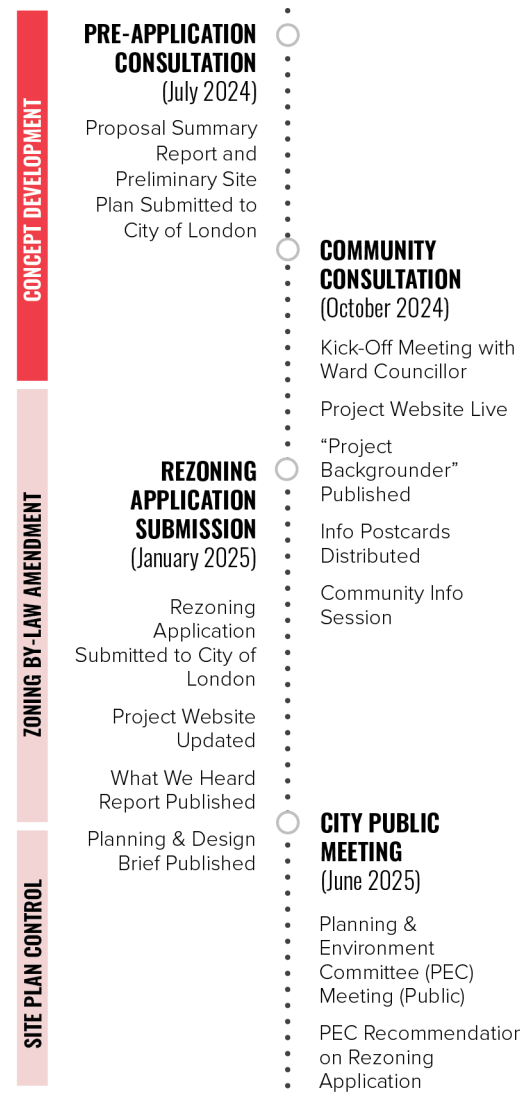 CONCEPT DEVELOPMENT
PRE-APPLICATION
CONSULTATION
(July 2024)
Proposal Summary
Report and
Preliminary Site
Plan Submitted to
City of London
COMMUNITY
CONSULTATION
(October 2024)
Kick-Off Meeting with
Ward Councillor
Project Website Live
“Project
Backgrounder”
Published
Info Postcards
Distributed
Community Info
Session
ZONING BY-LAW AMENDMENT
REZONING
APPLICATION
SUBMISSION
(January 2025)
Rezoning
Application
Submitted to City of
London
Project Website
Updated
What We Heard
Report Published
Planning & Design
Brief Published
SITE PLAN CONTROL
CITY PUBLIC
MEETING
(June 2025)
Planning &
Environment
Committee (PEC)
Meeting (Public)
PEC Recommendation
on Rezoning
Application